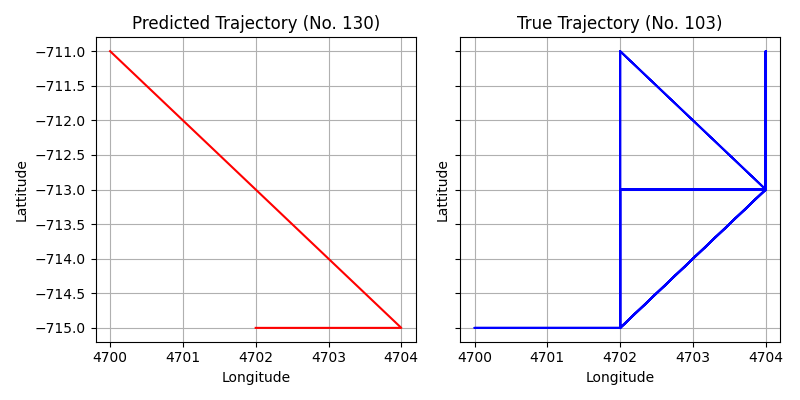 Predicted Trajectory (No. 130)
True Trajectory (No. 103)
−711.0
−711.5
−712.0
−712.5
−713.0
−713.5
−714.0
−714.5
−715.0
Lattitude
Lattitude
4700 4701 4702 4703 4704
4700 4701 4702 4703 4704
Longitude
Longitude